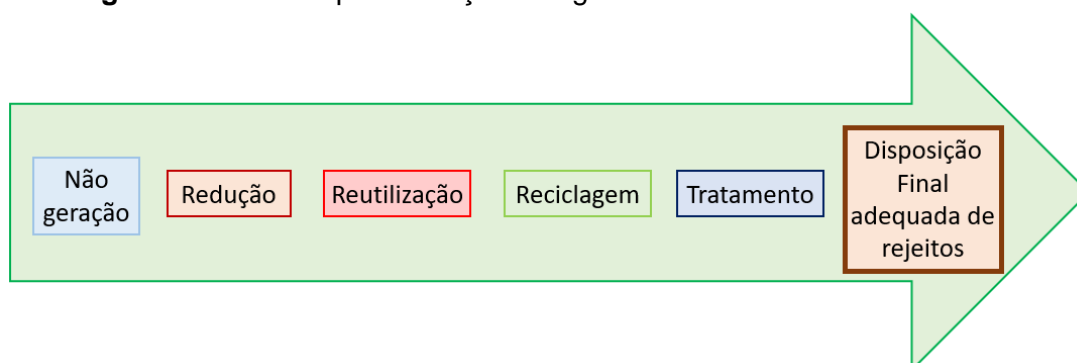 Não
geração
Redução
Reutilização
Reciclagem
Tratamento
Disposição
Final
adequada de
rejeitos